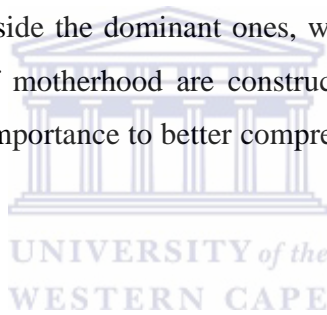 side the dominant ones, w
f motherhood are construc
mportance to better compre
UNIVERSITY of the
WESTERN CAPE